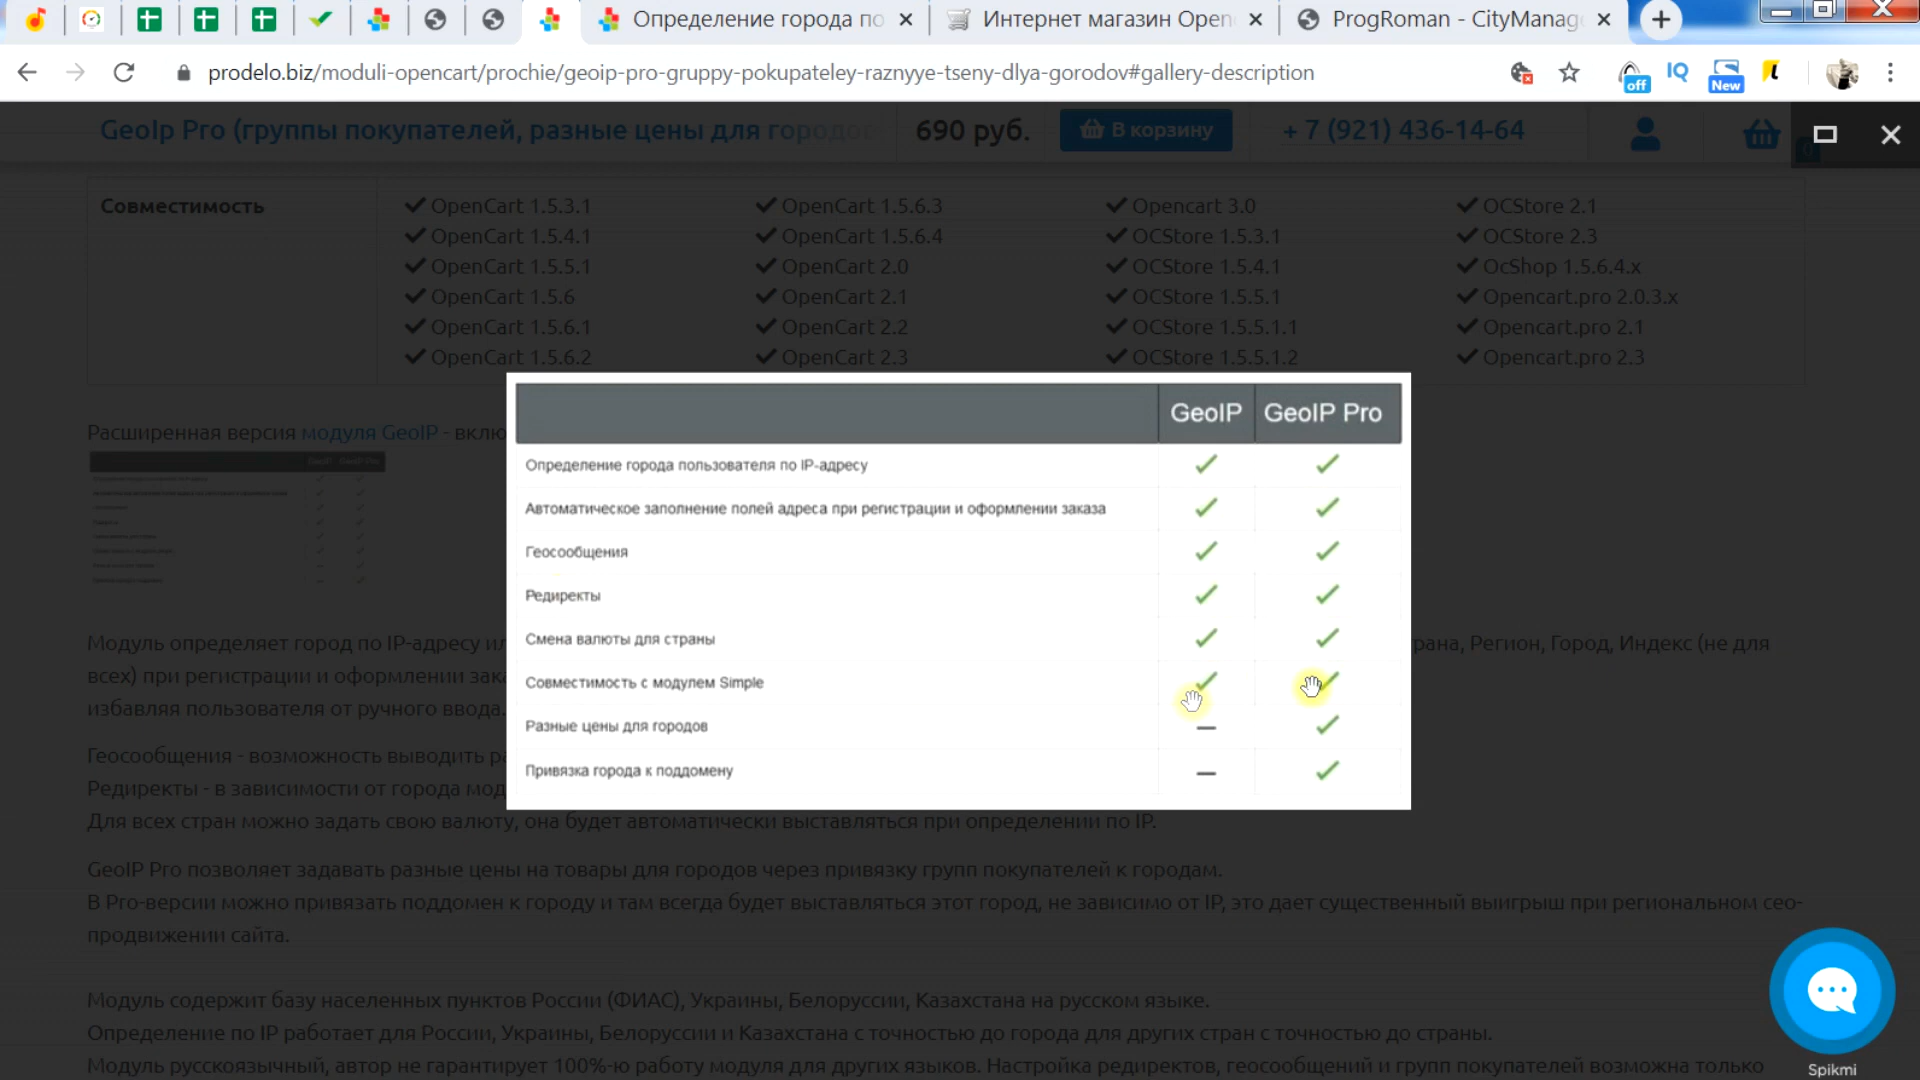 Определение города по
Интернет магазин Open
ProgRoman - CityManag
prodelo.biz/moduli-opencart/prochie/geoip-pro-gruppy-pokupateley-raznyye-tseny-dlya-gorodov#gallery-description
off
IQ
New
GeoIp Pro (группы покупателей, разные цены для городов
690 руб.
В корзину
+ 7 (921) 436-14-64
Совместимость
OpenCart 1.5.3.1
OpenCart 1.5.6.3
Opencart 3.0
OCStore 2.1
OpenCart 1.5.4.1
OpenCart 1.5.6.4
OCStore 1.5.3.1
OCStore 2.3
OpenCart 1.5.5.1
OpenCart 2.0
OCStore 1.5.4.1
OcShop 1.5.6.4.x
OpenCart 1.5.6
OpenCart 2.1
OCStore 1.5.5.1
Opencart.pro 2.0.3.x
OpenCart 1.5.6.1
OpenCart 2.2
OCStore 1.5.5.1.1
Opencart.pro 2.1
OpenCart 1.5.6.2
OpenCart 2.3
OCStore 1.5.5.1.2
Opencart.pro 2.3
Расширенная версия модуля GeoIP - вклю
GeoIP GeoIP Pro
Определение города пользователя по IP-адресу
Автоматическое заполнение полей адреса при регистрации и оформлении заказа
Геосообщения
Редиректы
Смена валюты для страны
Совместимость с модулем Simple
Разные цены для городов
Привязка города к поддомену
Модуль определяет город по IP-адресу ил
рана, Регион, Город, Индекс (не для
всех) при регистрации и оформлении зака
избавляя пользователя от ручного ввода.
Геосообщения - возможность выводить ра
Редиректы - в зависимости от города мод
Для всех стран можно задать свою валюту, она будет автоматически выставляться при определении по IP.
GeoIP Pro позволяет задавать разные цены на товары для городов через привязку групп покупателей к городам.
В Pro-версии можно привязать поддомен к городу и там всегда будет выставляться этот город, не зависимо от IP, это дает существенный выигрыш при региональном сео-
продвижении сайта.
Модуль содержит базу населенных пунктов России (ФИАС), Украины, Белоруссии, Казахстана на русском языке.
Определение по IP работает для России, Украины, Белоруссии и Казахстана с точностью до города для других стран с точностью до страны.
Модуль русскоязычный, автор не гарантирует 100%-ю работу модуля для других языков. Настройка редиректов, геосообщений и групп покупателей возможна только
Spikmi